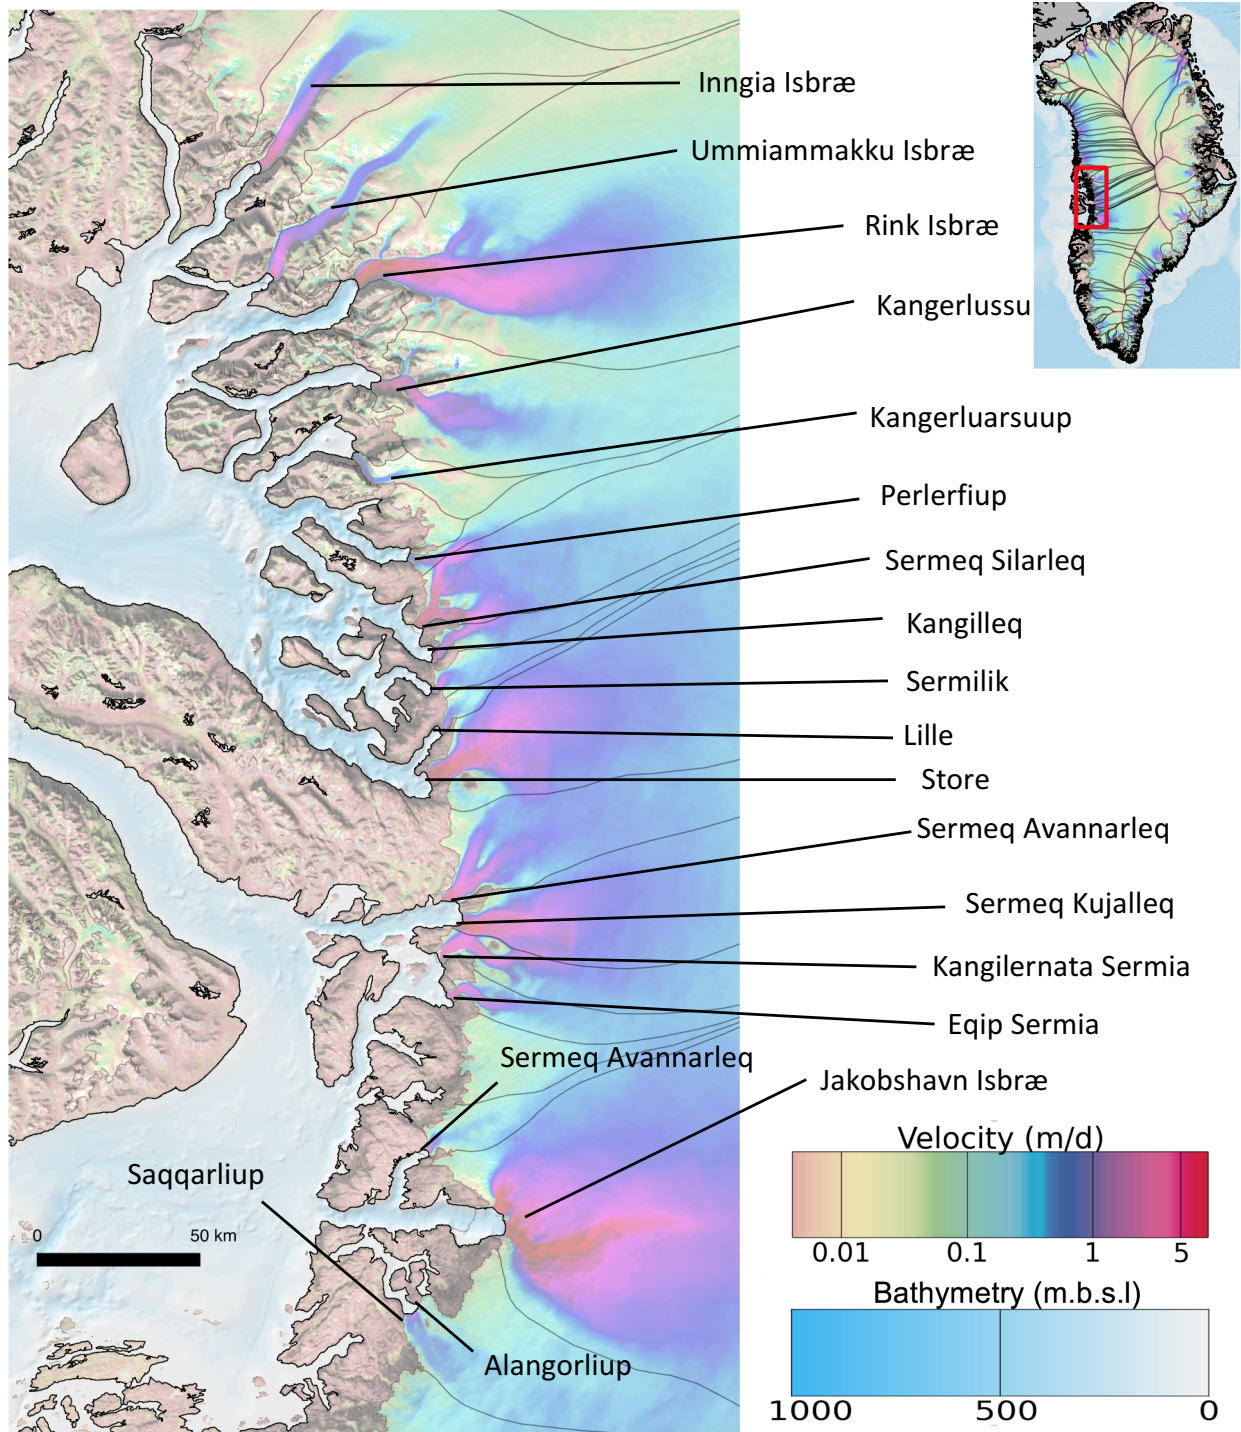 Inngia Isbræ
Ummiammakku Isbræ
Rink Isbræ
Kangerlussu
Kangerluarsuup
Perlerfiup
Sermeq Silarleq
Kangilleq
Sermilik
Lille
Store
Sermeq Avannarleq
Sermeq Kujalleq
Kangilernata Sermia
Eqip Sermia
Sermeq Avannarleq
Jakobshavn Isbræ
Saqqarliup
Alangorliup
0 50 km
Velocity (m/d)
0.01 0.1 1 5
Bathymetry (m.b.s.l)
1000 500 0